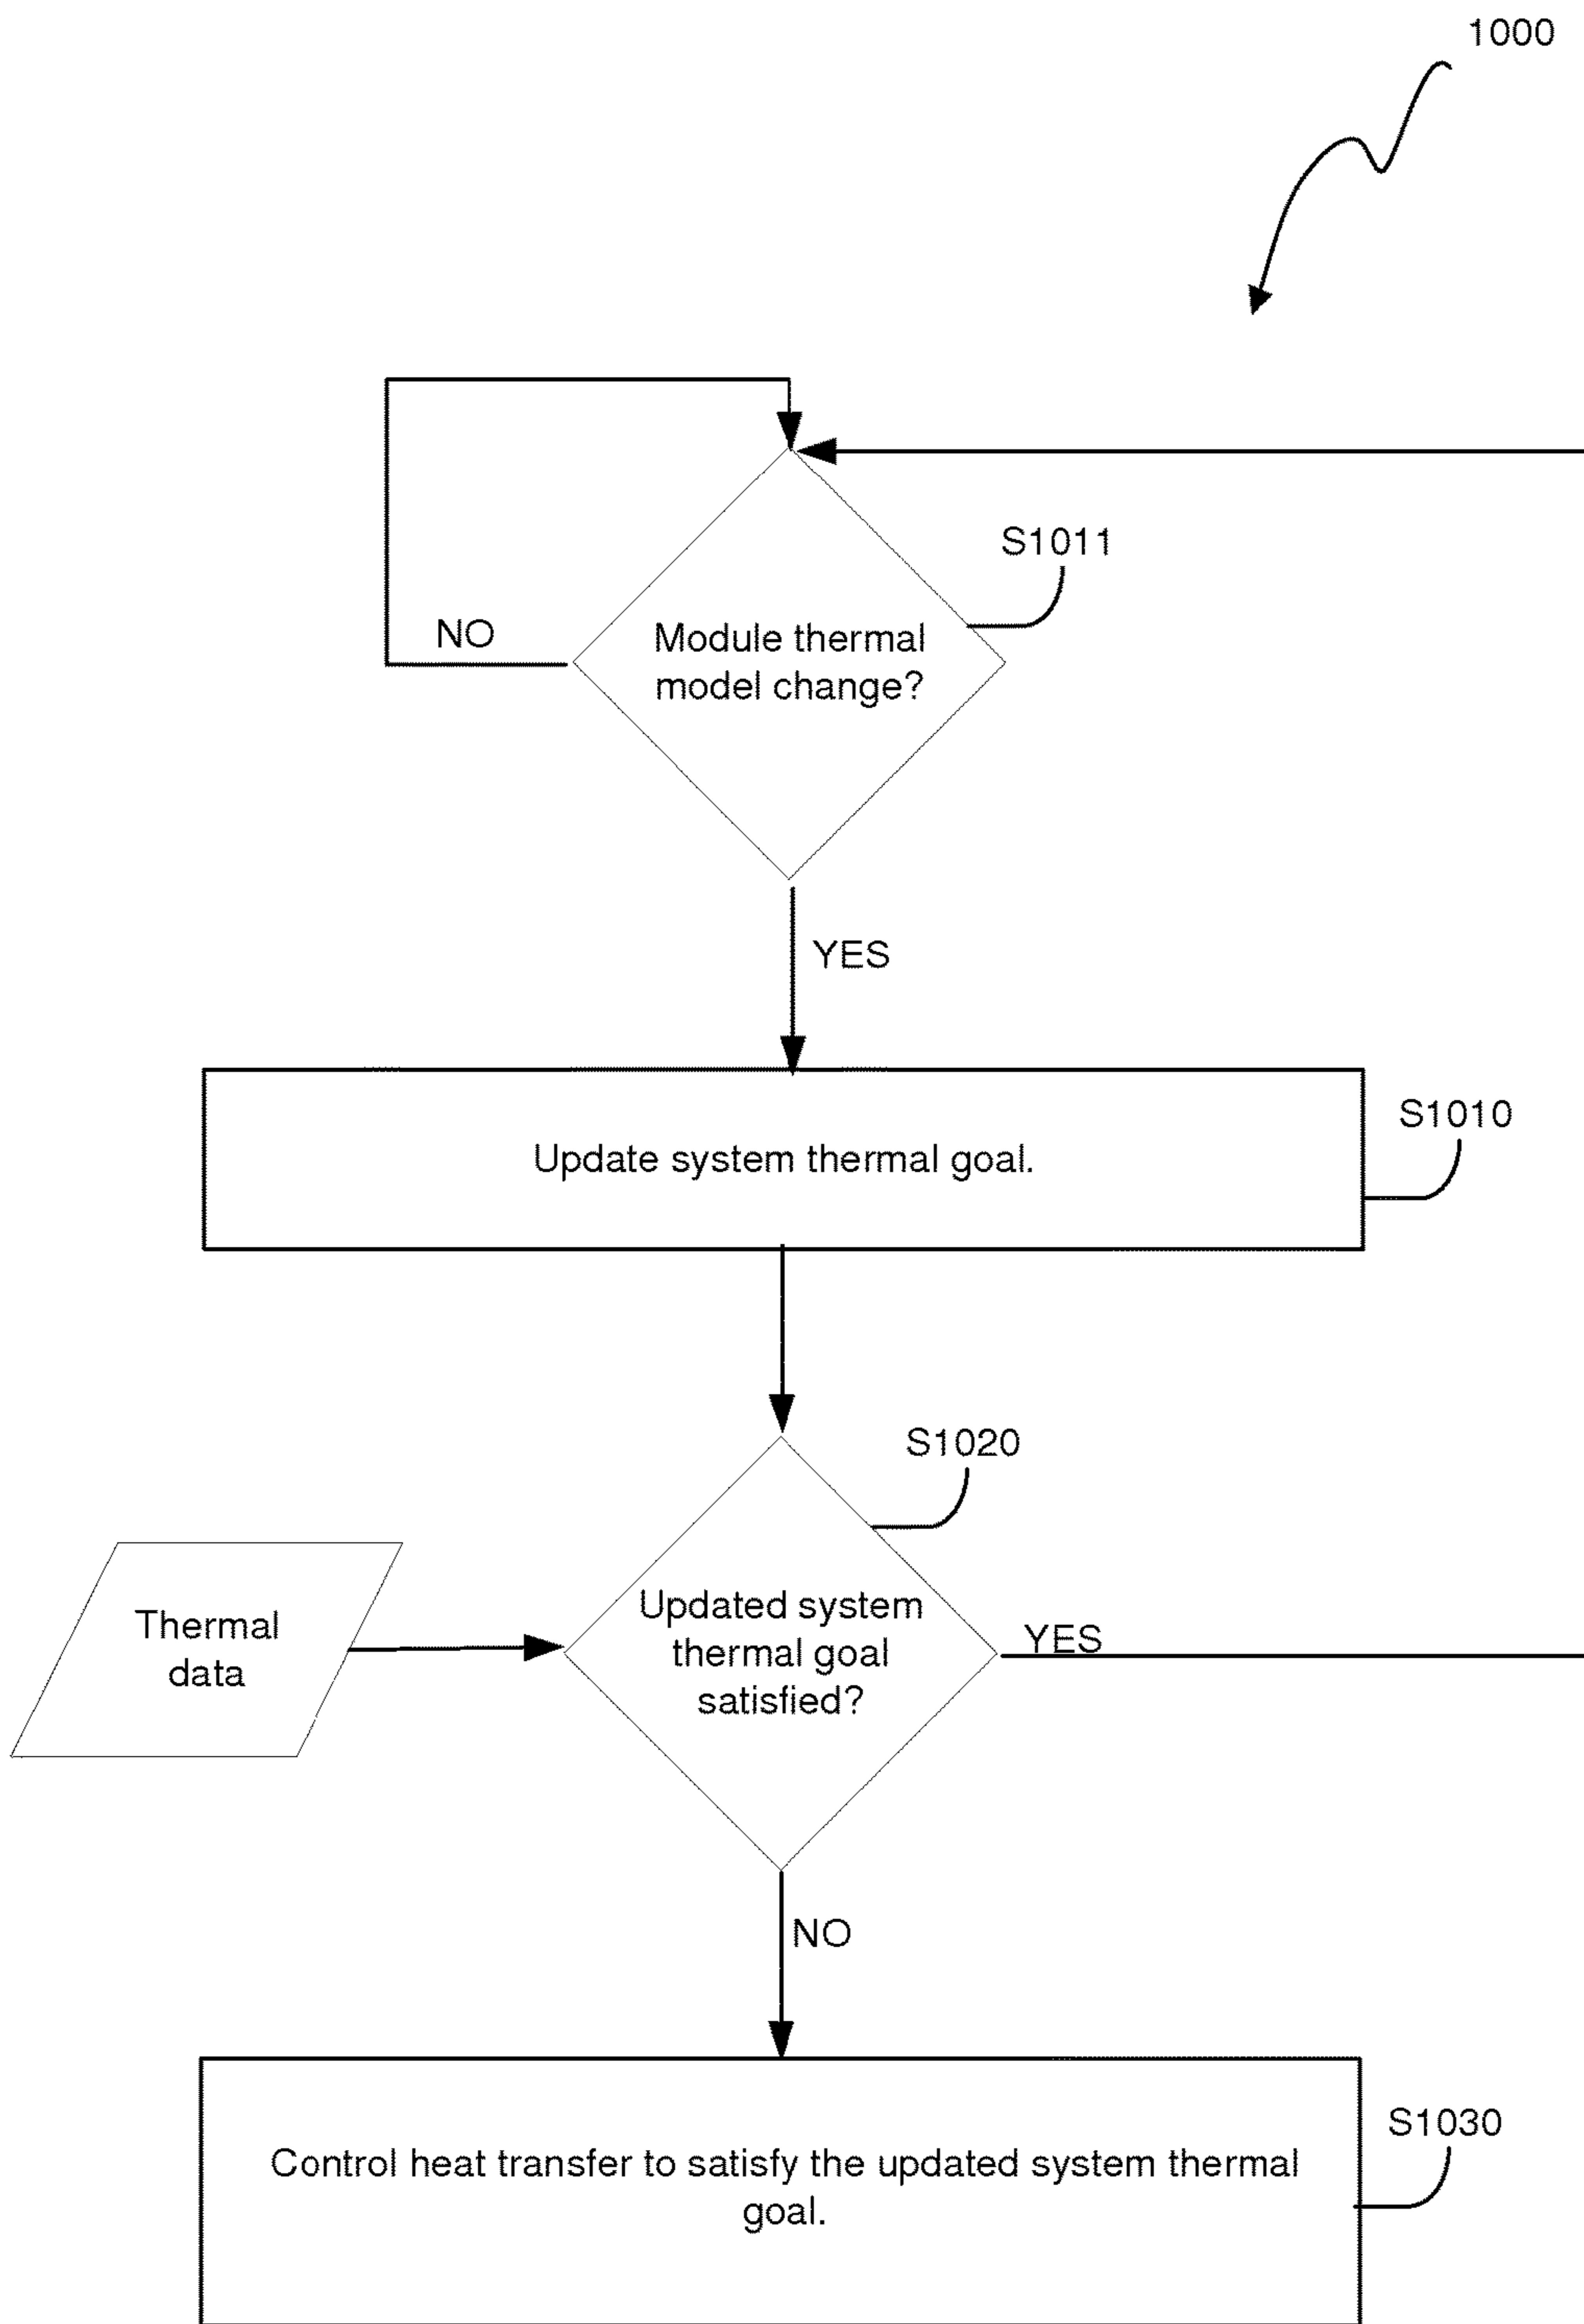 1000
S1011
NO
Module thermal
model change?
YES
S1010
Update system thermal goal.
S1020
Thermal
data
Updated system
thermal goal
satisfied?
YES
NO
S1030
Control heat transfer to satisfy the updated system thermal
goal.